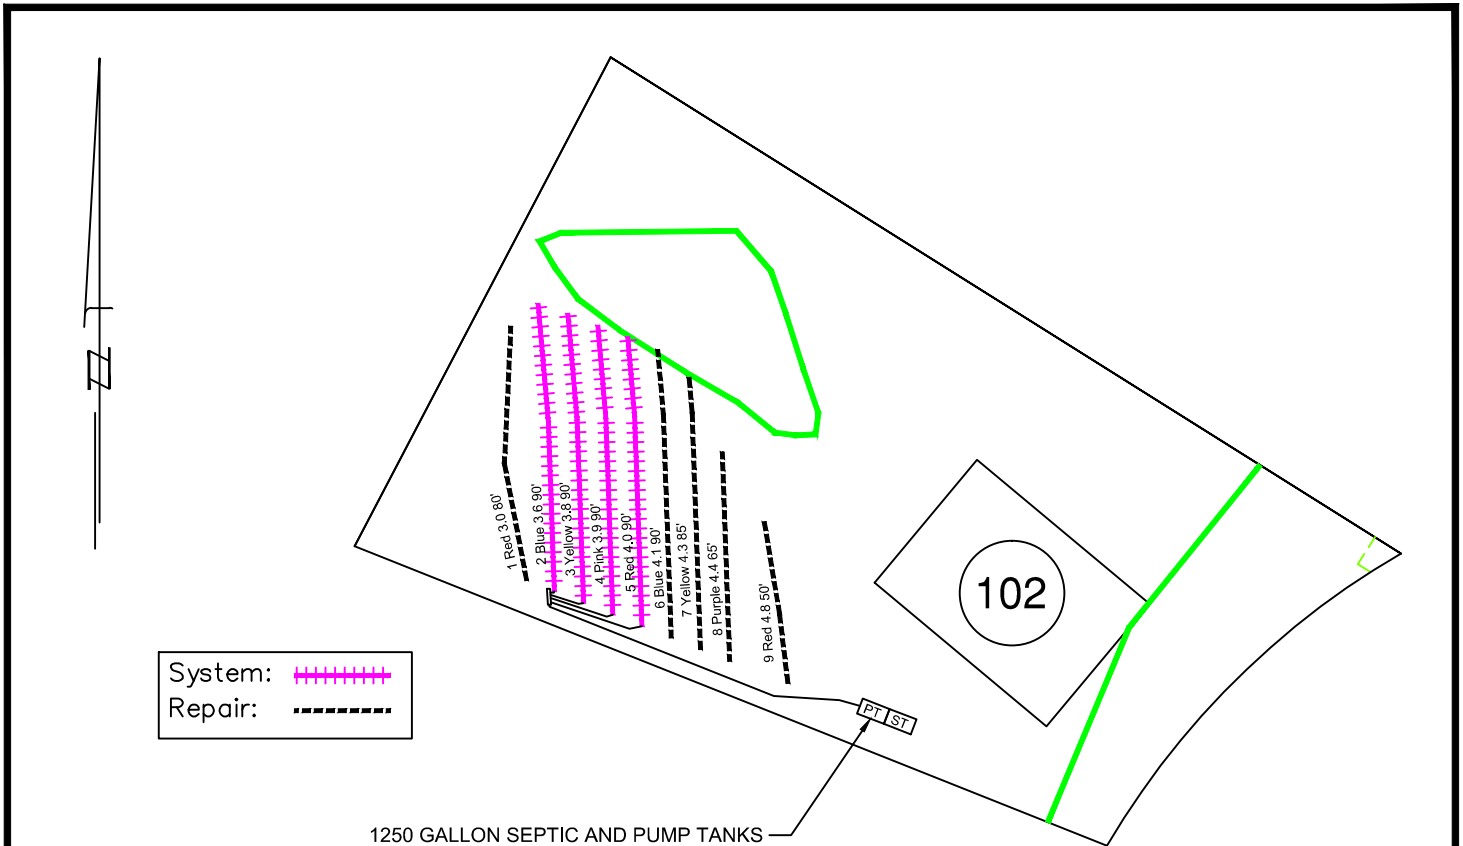 N
1 Red 3.0 80'
2 Blue 3.6 90'
3 Yellow 3.8 90'
4 Pink 3.9 90'
5 Red 4.0 90'
6 Blue 4.1 90'
7 Yellow 4.3 85'
8 Purple 4.4 65'
9 Red 4.8 50'
102
System:
Repair:
PT ST
1250 GALLON SEPTIC AND PUMP TANKS